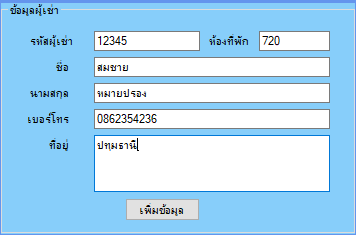 ข้อมูลผู้เช่า
รหัสผู้เช่า 12345 ห้องที่พัก 720
ชื่อ สมชาย
นามสกุล หมายปรอง
เบอร์โทร 0862354236
ที่อยู่ ปทุมธานี
เพิ่มข้อมูล